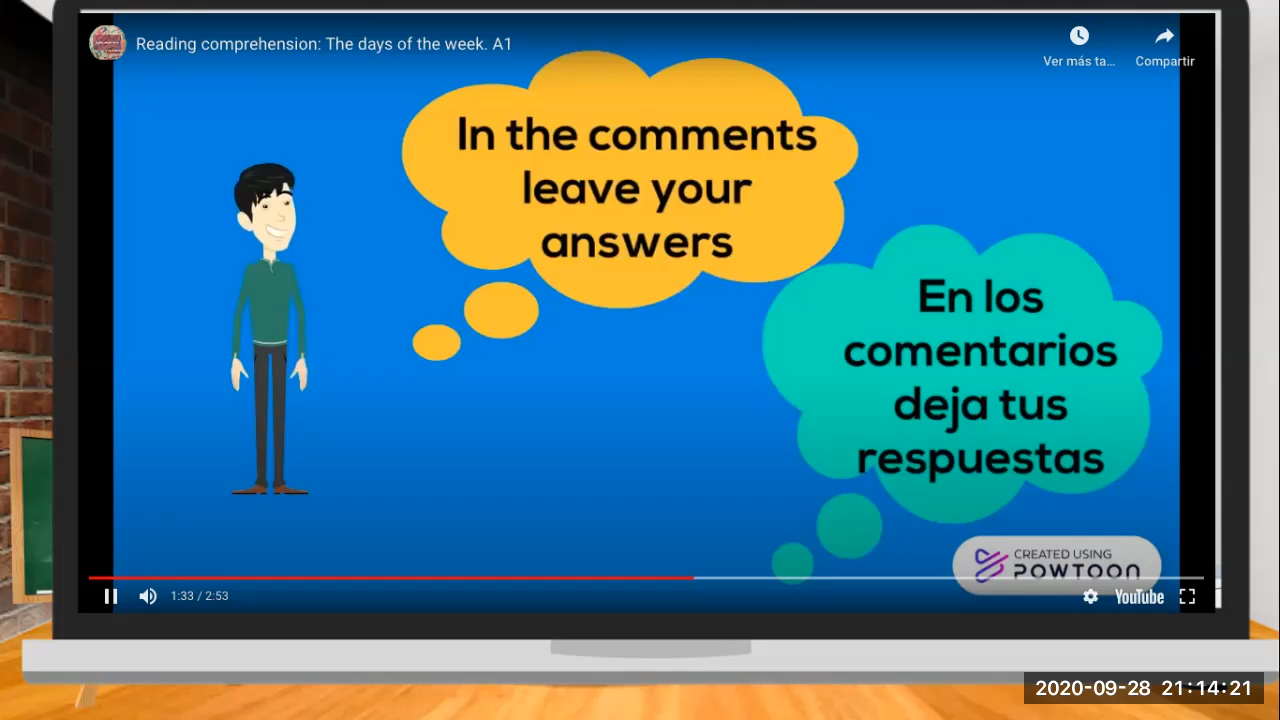 Reading comprehension: The days of the week. A1
Ver más ta...
Compartir
In the comments
leave your
answers
En los
comentarios
deja tus
respuestas
CREATED USING
POWTOON
1:33 / 2:53
YouTube
2020-09-28 21:14:21